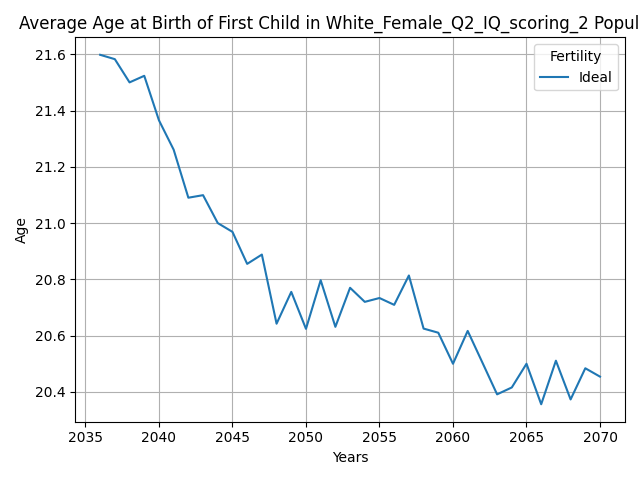 Average Age at Birth of First Child in White_Female_Q2_IQ_scoring_2 Popul
Fertility
Ideal
21.6
21.4
21.2
21.0
20.8
20.6
20.4
Age
2035 2040 2045 2050 2055 2060 2065 2070
Years